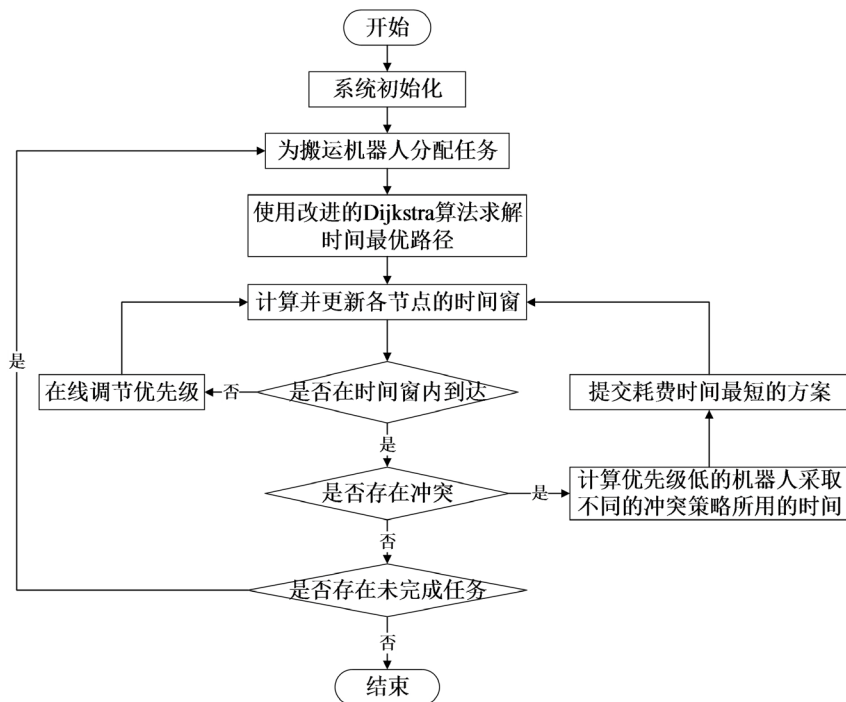 开始
系统初始化
为搬运机器人分配任务
使用改进的Dijkstra算法求解
时间最优路径
计算并更新各节点的时间窗
是
在线调节优先级
否
是否在时间窗内到达
提交耗费时间最短的方案
是
是否存在冲突
是
计算优先级低的机器人采取
不同的冲突策略所用的时间
否
是否存在未完成任务
否
结束